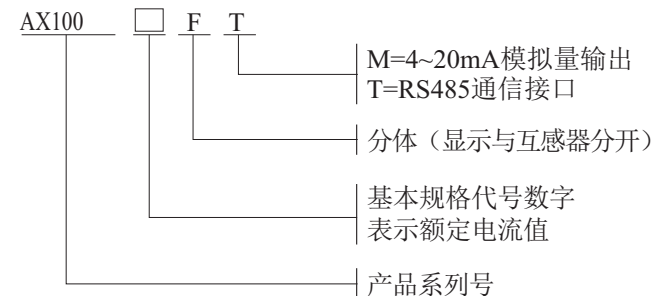 AX100 □ F T
M=4~20mA模拟量输出
T=RS485通信接口
分体（显示与互感器分开）
基本规格代号数字
表示额定电流值
产品系列号